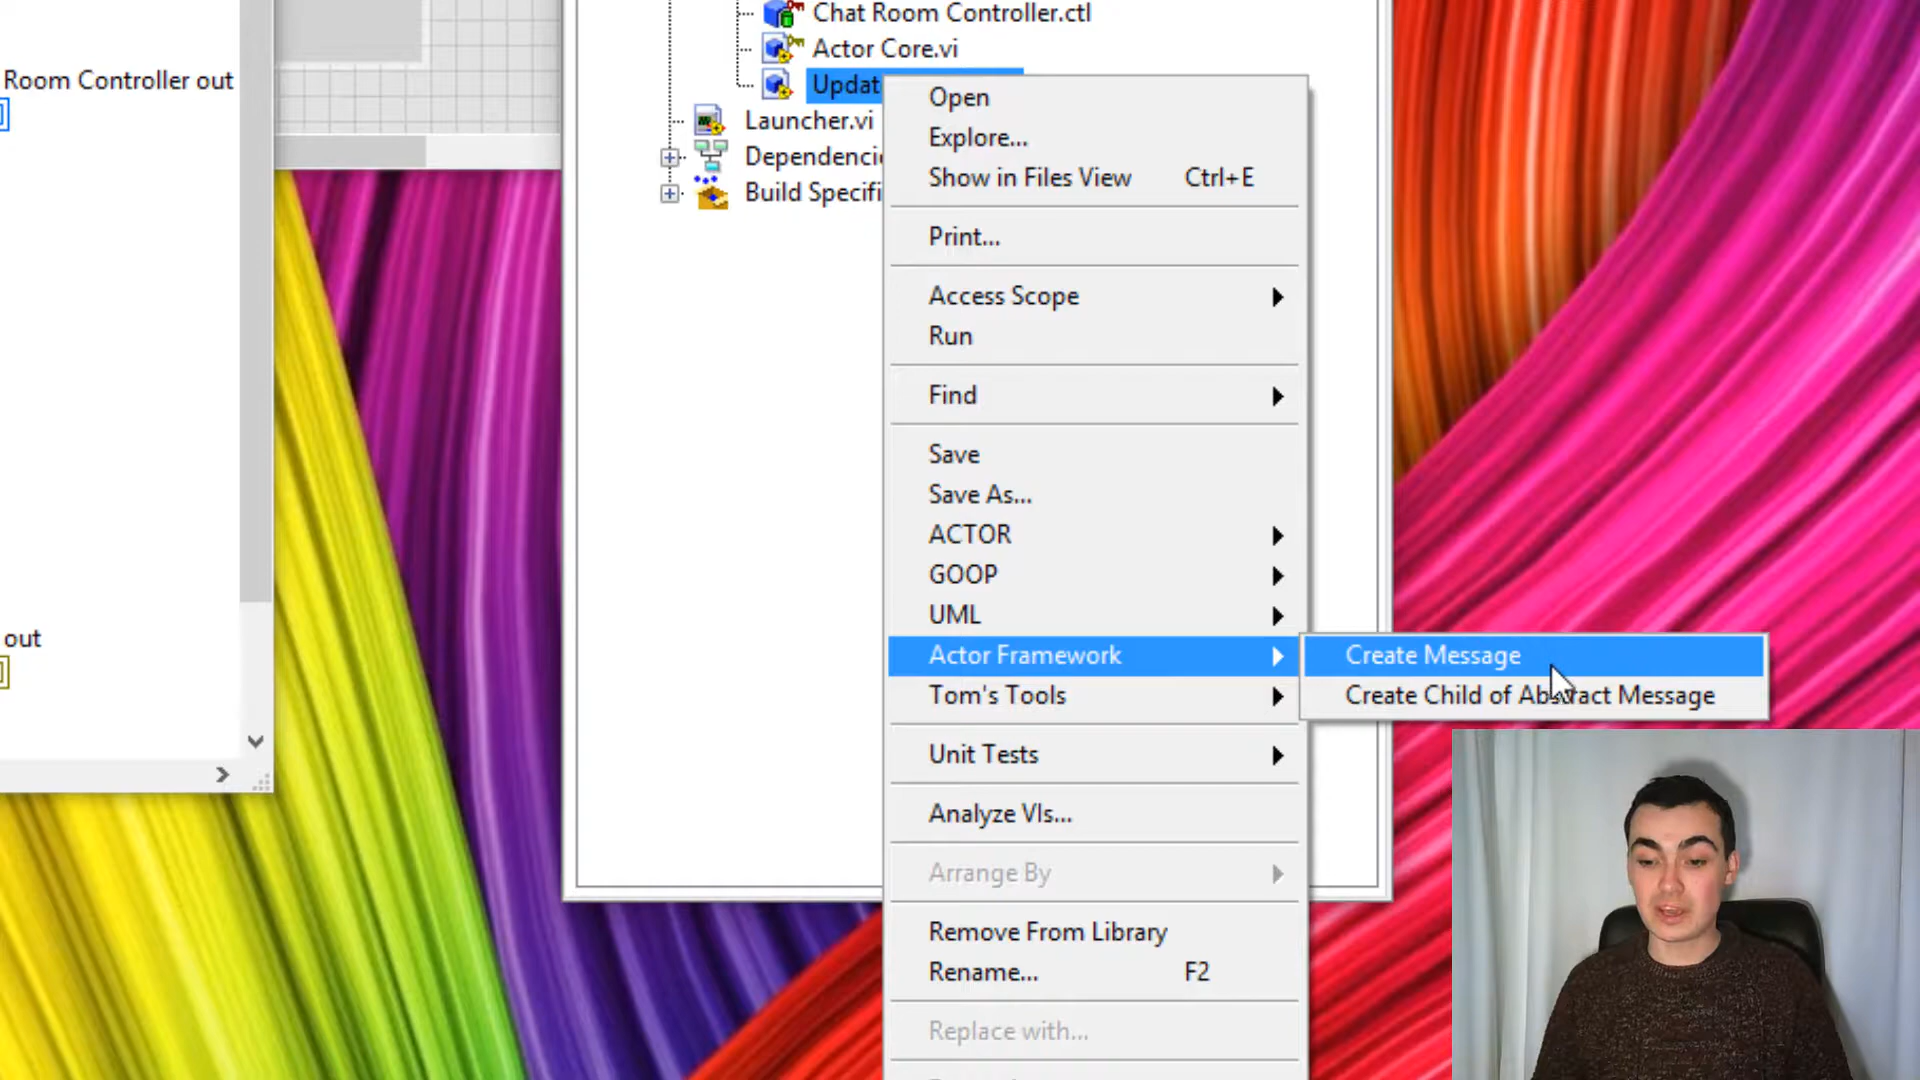 Room Controller out
out
Chat Room Controller.ctl
Actor Core.vi
Updat
Launcher.vi
Dependenci
Build Specifi
Open
Explore...
Show in Files View Ctrl+E
Print...
Access Scope
Run
Find
Save
Save As...
ACTOR
GOOP
UML
Actor Framework
Tom's Tools
Unit Tests
Analyze VIs...
Arrange By
Remove From Library
Rename... F2
Replace with...
Create Message
Create Child of Abstract Message